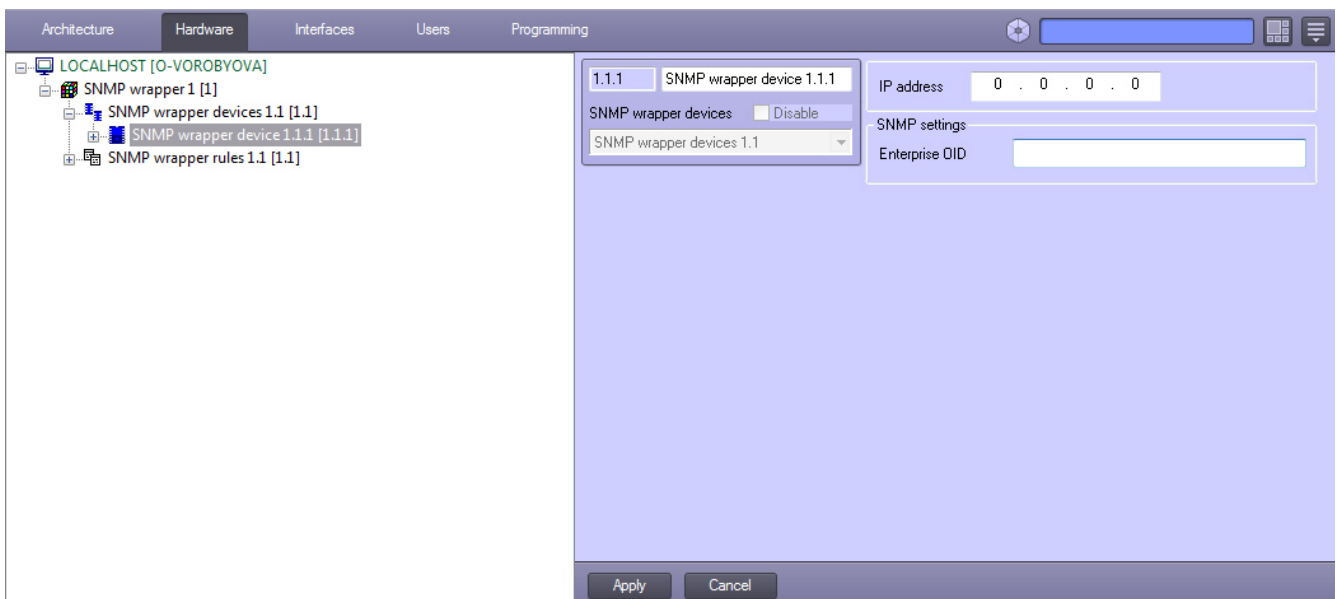 Architecture Hardware Interfaces Users Programming
LOCALHOST [O-VOROBYOVA]
SNMP wrapper 1 [1]
SNMP wrapper devices 1.1 [1.1]
SNMP wrapper device 1.1.1 [1.1.1]
SNMP wrapper rules 1.1 [1.1]
1.1.1 SNMP wrapper device 1.1.1
SNMP wrapper devices Disable
SNMP wrapper devices 1.1
IP address 0 . 0 . 0 . 0
SNMP settings
Enterprise OID
Apply Cancel